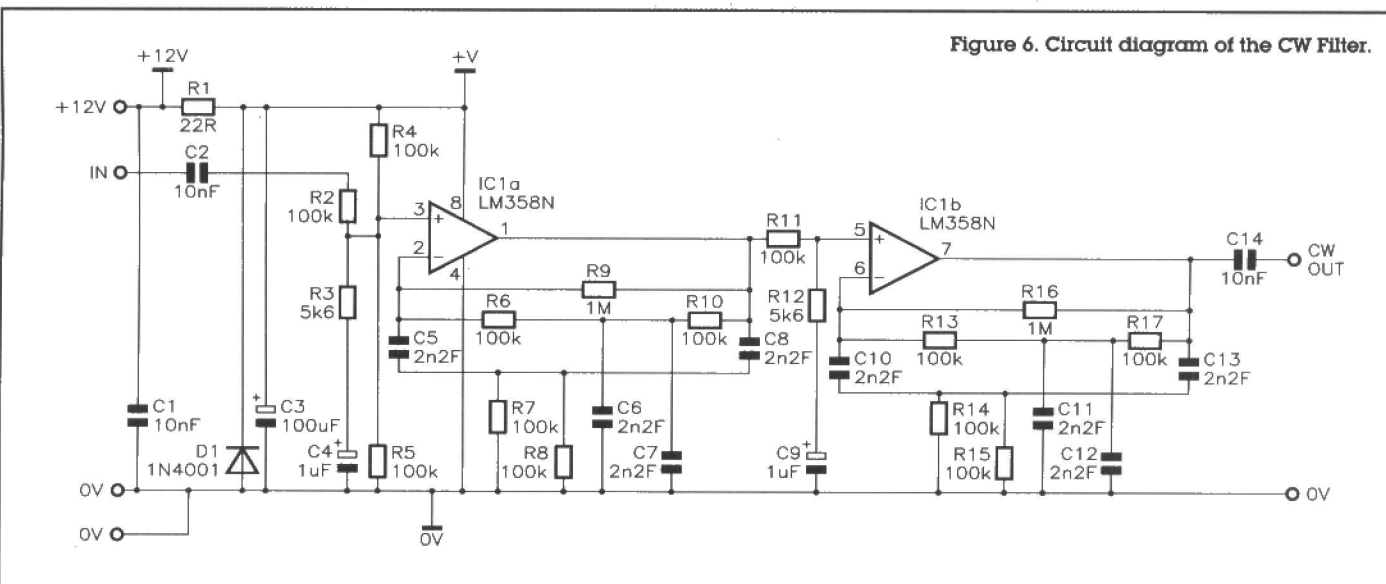 Figure 6. Circuit diagram of the CW Filter.
+12V
+V
+12V
R1
22R
IN
C2
10nF
R2
100k
R4
100k
R3
5k6
C1
10nF
D1
1N4001
+
C3
100uF
C4
+
1uF
R5
100k
0V
0V
0V
IC1a
LM358N
3
+
8
1
2
−
4
R9
1M
R6
100k
R10
100k
C5
2n2F
C8
2n2F
R7
100k
R8
100k
C6
2n2F
C7
2n2F
R11
100k
R12
5k6
C9
+
1uF
IC1b
LM358N
5
+
7
6
−
R16
1M
R13
100k
R17
100k
C10
2n2F
C13
2n2F
R14
100k
R15
100k
C11
2n2F
C12
2n2F
C14
10nF
CW
OUT
0V